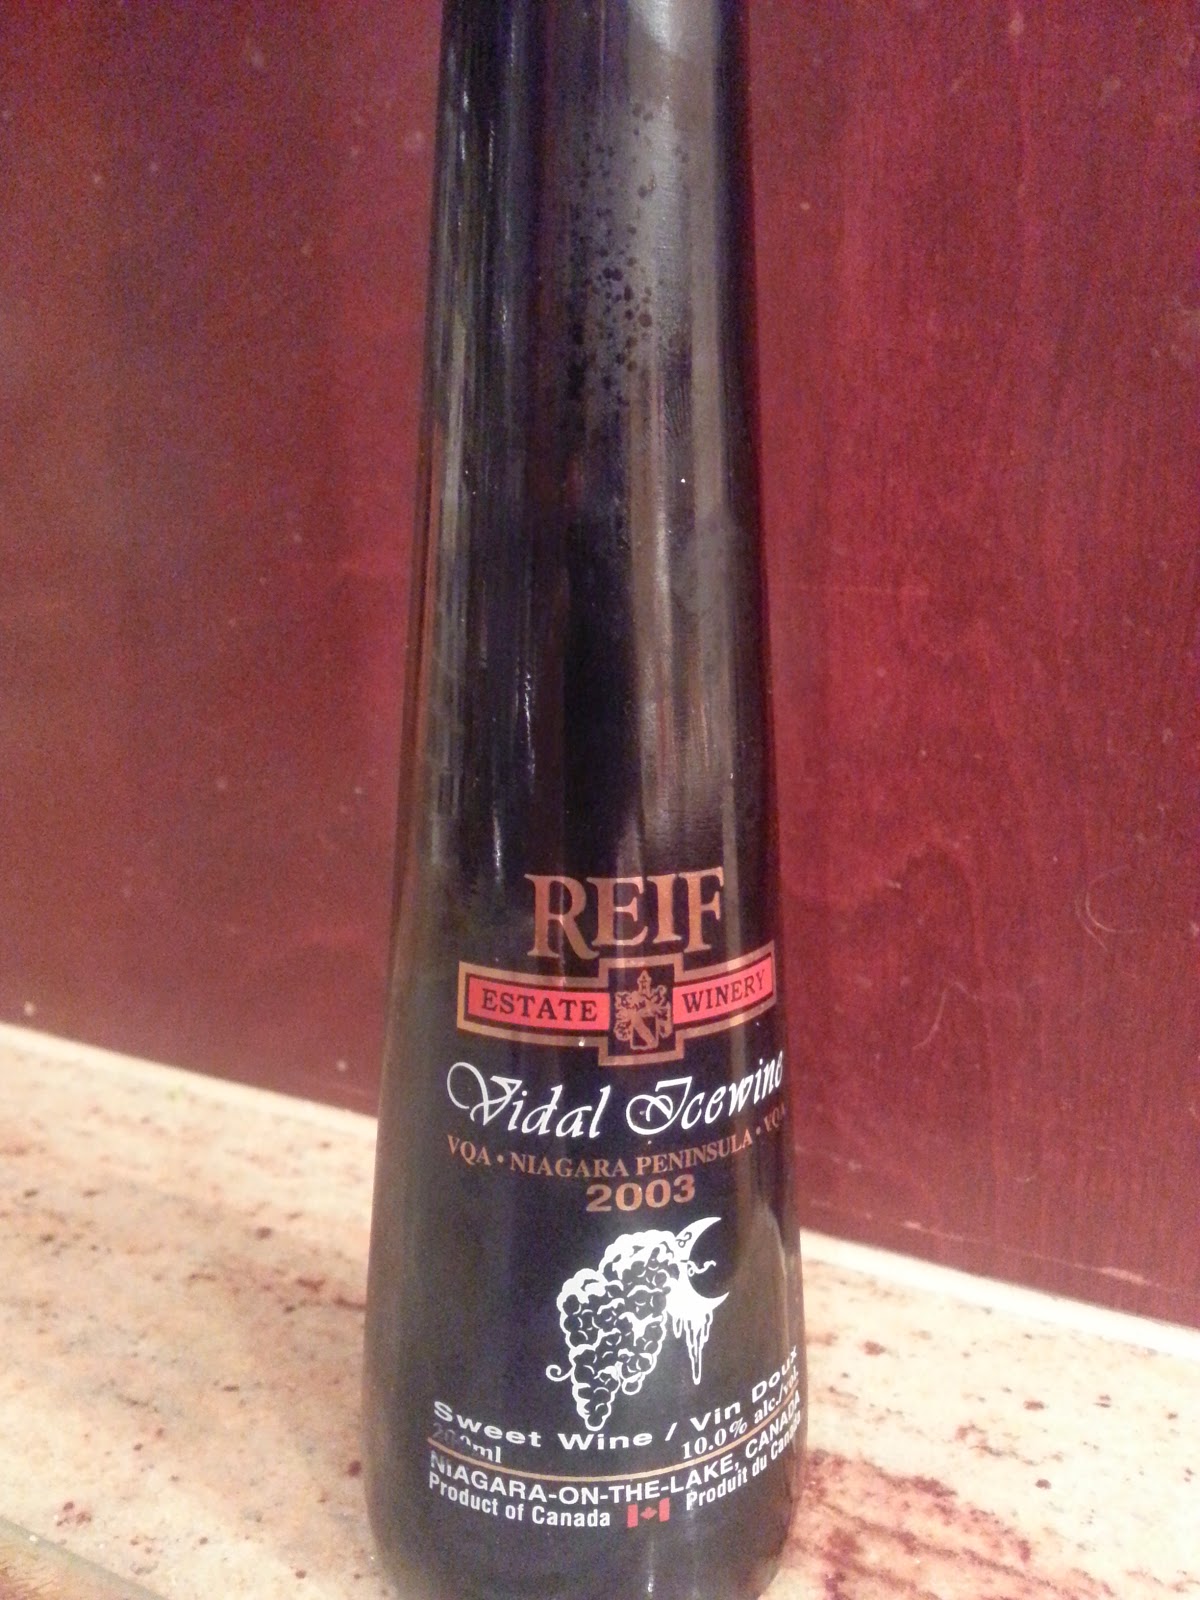 REIF
ESTATE WINERY
Vidal Icewine
VQA • NIAGARA PENINSULA • VQA
2003
Sweet Wine / Vin Doux
200ml 10.0% alc./vol.
NIAGARA-ON-THE-LAKE, CANADA
Product of Canada Produit du Canada